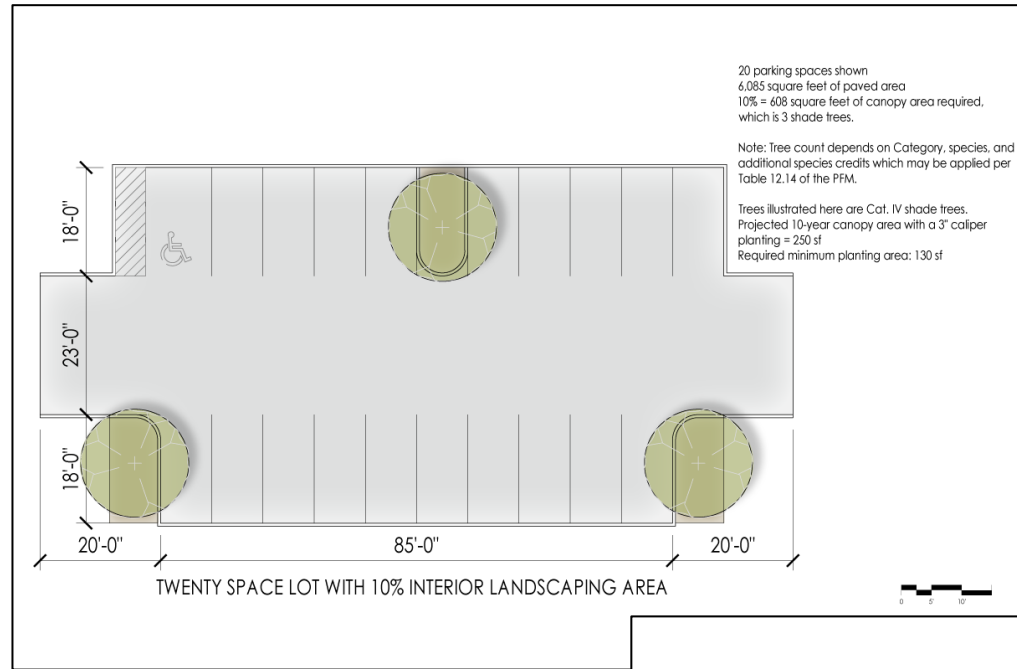 20 parking spaces shown
6,085 square feet of paved area
10% = 608 square feet of canopy area required,
which is 3 shade trees.
Note: Tree count depends on Category, species, and
additional species credits which may be applied per
Table 12.14 of the PFM.
Trees illustrated here are Cat. IV shade trees.
Projected 10-year canopy area with a 3" caliper
planting = 250 sf
Required minimum planting area: 130 sf
18'-0"
23'-0"
18'-0"
20'-0"
85'-0"
20'-0"
TWENTY SPACE LOT WITH 10% INTERIOR LANDSCAPING AREA
0 5' 10'